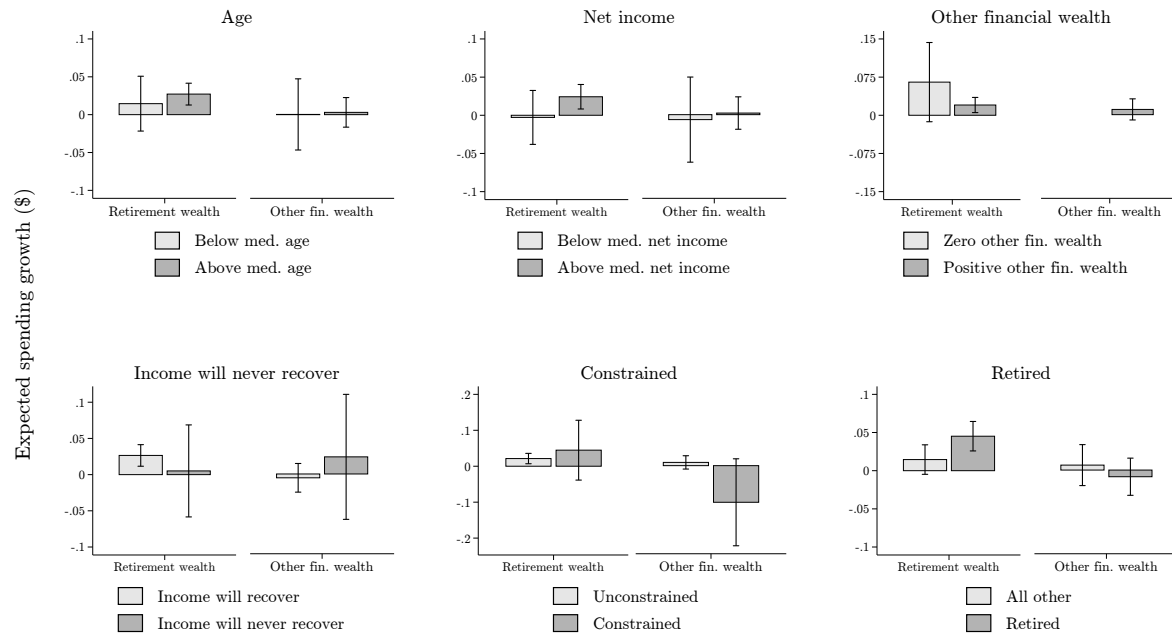 Expected spending growth ($)
Age
.1
.05
0
-.05
-.1
Retirement wealth
Other fin. wealth
Below med. age
Above med. age
Net income
.1
.05
0
-.05
-.1
Retirement wealth
Other fin. wealth
Below med. net income
Above med. net income
Other financial wealth
.15
.075
0
-.075
-.15
Retirement wealth
Other fin. wealth
Zero other fin. wealth
Positive other fin. wealth
Income will never recover
.1
.05
0
-.05
-.1
Retirement wealth
Other fin. wealth
Income will recover
Income will never recover
Constrained
.2
.1
0
-.1
-.2
Retirement wealth
Other fin. wealth
Unconstrained
Constrained
Retired
.1
.05
0
-.05
-.1
Retirement wealth
Other fin. wealth
All other
Retired